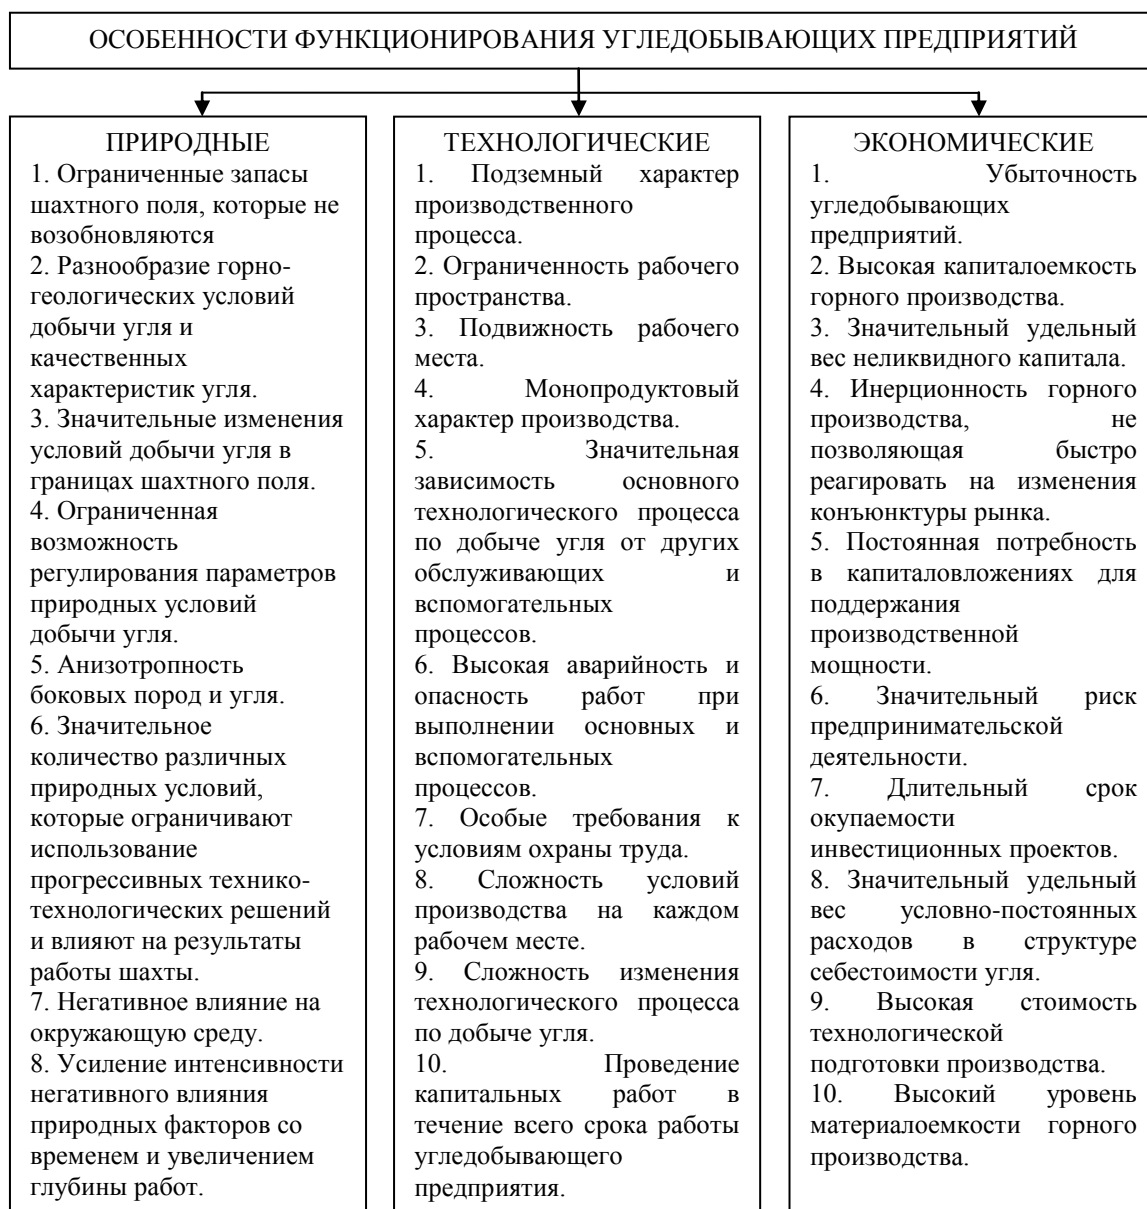 ОСОБЕННОСТИ ФУНКЦИОНИРОВАНИЯ УГЛЕДОБЫВАЮЩИХ ПРЕДПРИЯТИЙ
ПРИРОДНЫЕ
1. Ограниченные запасы
шахтного поля, которые не
возобновляются
2. Разнообразие горно-
геологических условий
добычи угля и
качественных
характеристик угля.
3. Значительные изменения
условий добычи угля в
границах шахтного поля.
4. Ограниченная
возможность
регулирования параметров
природных условий
добычи угля.
5. Анизотропность
боковых пород и угля.
6. Значительное
количество различных
природных условий,
которые ограничивают
использование
прогрессивных технико-
технологических решений
и влияют на результаты
работы шахты.
7. Негативное влияние на
окружающую среду.
8. Усиление интенсивности
негативного влияния
природных факторов со
временем и увеличением
глубины работ.
ТЕХНОЛОГИЧЕСКИЕ
1. Подземный характер
производственного
процесса.
2. Ограниченность рабочего
пространства.
3. Подвижность рабочего
места.
4. Монопродуктовый
характер производства.
5. Значительная
зависимость основного
технологического процесса
по добыче угля от других
обслуживающих и
вспомогательных
процессов.
6. Высокая аварийность и
опасность работ при
выполнении основных и
вспомогательных
процессов.
7. Особые требования к
условиям охраны труда.
8. Сложность условий
производства на каждом
рабочем месте.
9. Сложность изменения
технологического процесса
по добыче угля.
10. Проведение
капитальных работ в
течение всего срока работы
угледобывающего
предприятия.
ЭКОНОМИЧЕСКИЕ
1. Убыточность
угледобывающих
предприятий.
2. Высокая капиталоемкость
горного производства.
3. Значительный удельный
вес неликвидного капитала.
4. Инерционность горного
производства, не
позволяющая быстро
реагировать на изменения
конъюнктуры рынка.
5. Постоянная потребность
в капиталовложениях для
поддержания
производственной
мощности.
6. Значительный риск
предпринимательской
деятельности.
7. Длительный срок
окупаемости
инвестиционных проектов.
8. Значительный удельный
вес условно-постоянных
расходов в структуре
себестоимости угля.
9. Высокая стоимость
технологической
подготовки производства.
10. Высокий уровень
материалоемкости горного
производства.